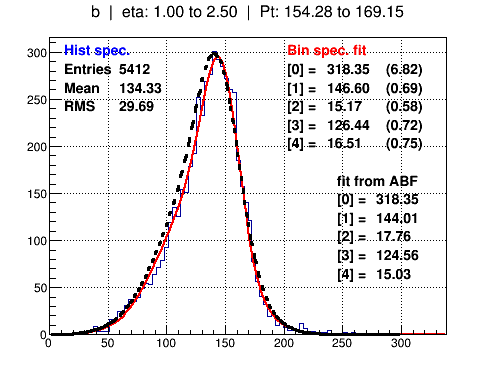 b | eta: 1.00 to 2.50 | Pt: 154.28 to 169.15
Hist spec.
Entries 5412
Mean 134.33
RMS 29.69
Bin spec. fit
[0] = 318.35 (6.82)
[1] = 146.60 (0.69)
[2] = 15.17 (0.58)
[3] = 126.44 (0.72)
[4] = 16.51 (0.75)
fit from ABF
[0] = 318.35
[1] = 144.01
[2] = 17.76
[3] = 124.56
[4] = 15.03
300
250
200
150
100
50
0
0 50 100 150 200 250 300